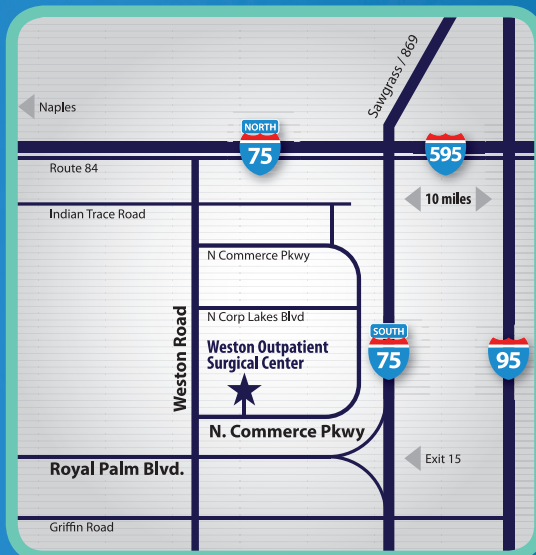 Sawgrass / 869
Naples
NORTH
75
595
Route 84
10 miles
Indian Trace Road
N Commerce Pkwy
N Corp Lakes Blvd
Weston Road
Weston Outpatient
Surgical Center
SOUTH
75
95
N. Commerce Pkwy
Royal Palm Blvd.
Exit 15
Griffin Road